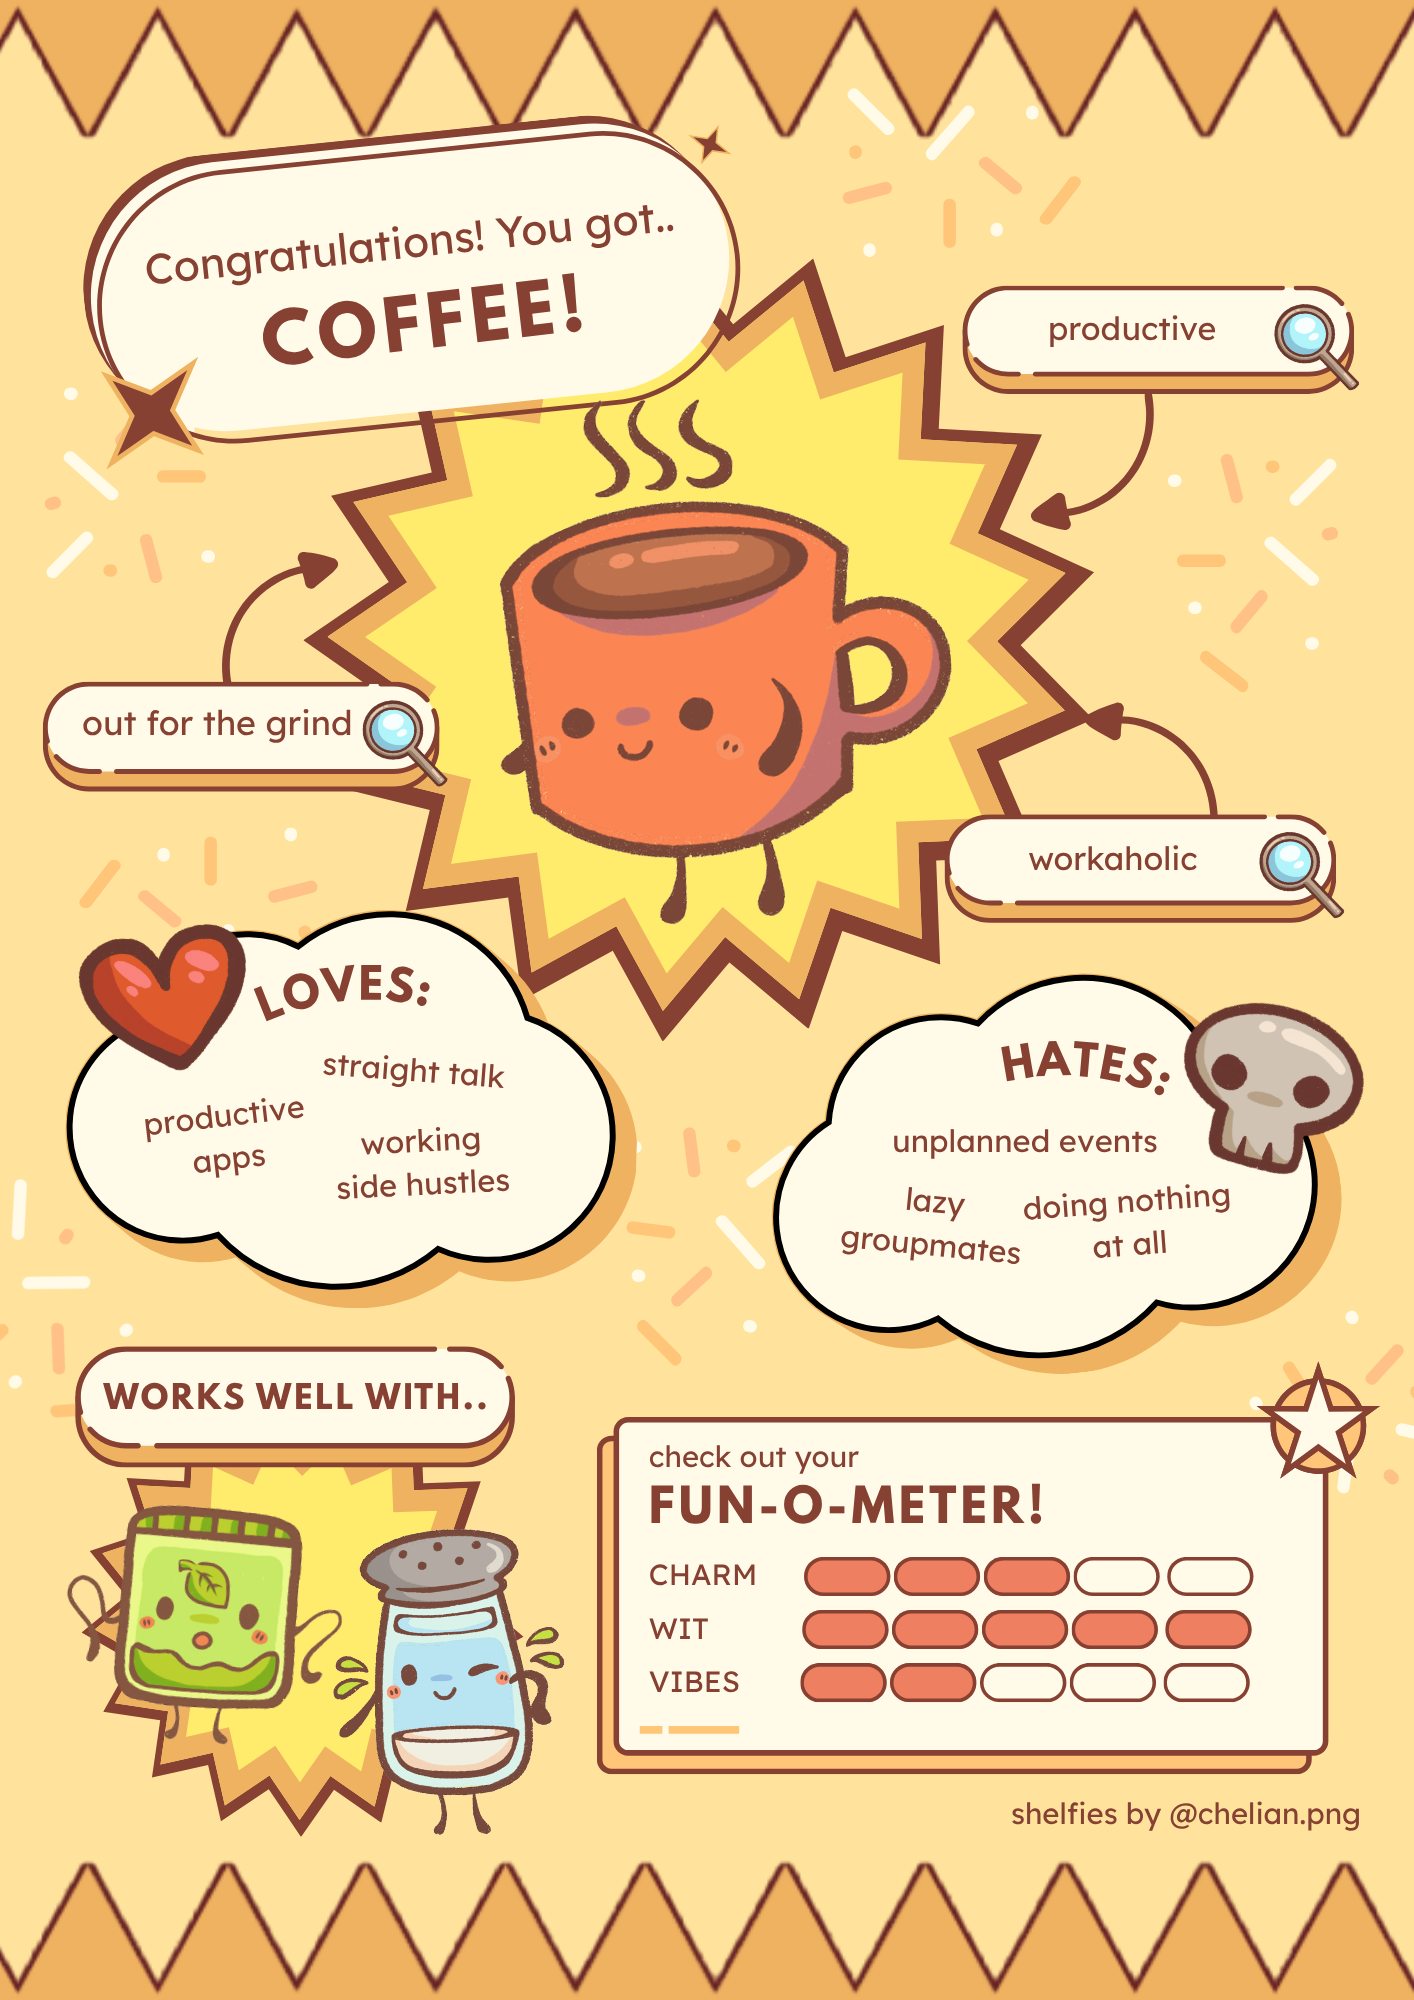 Congratulations! You got..
COFFEE!
productive
out for the grind
workaholic
LOVES:
straight talk
productive
apps
working
side hustles
HATES:
unplanned events
lazy
groupmates
doing nothing
at all
WORKS WELL WITH..
check out your
FUN-O-METER!
CHARM
WIT
VIBES
shelfies by @chelian.png